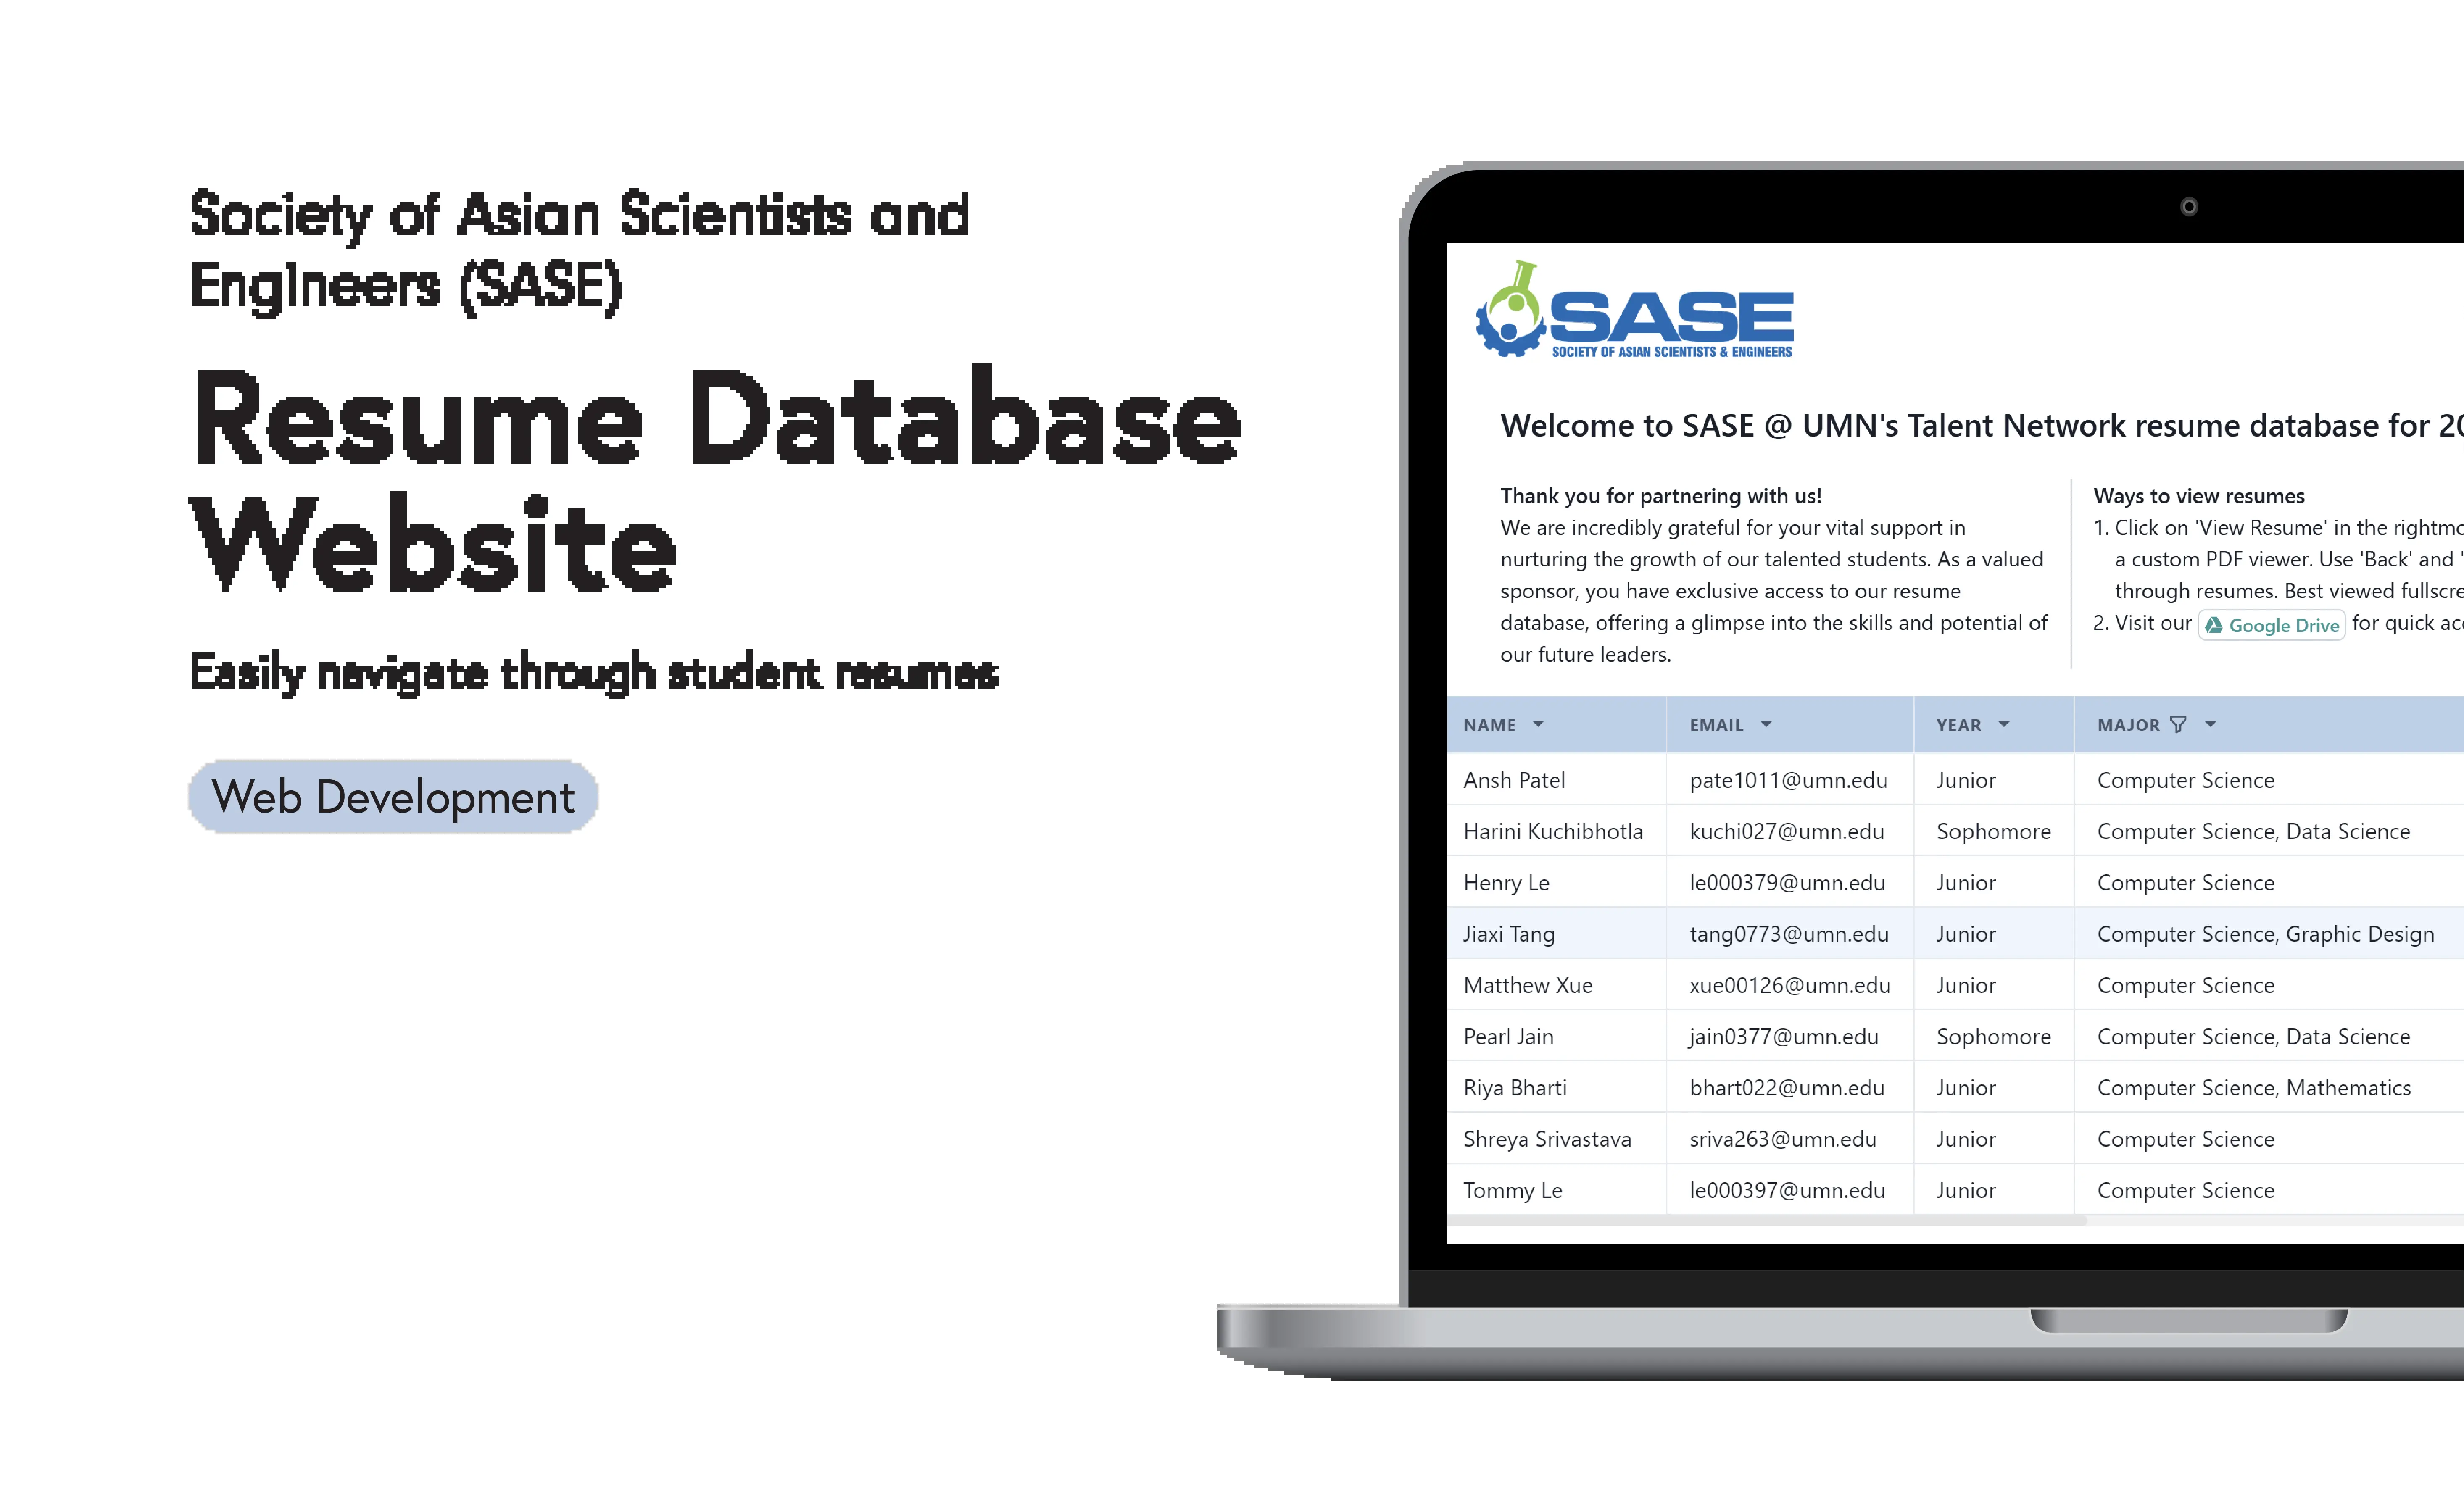 Society of Asian Scientists and
Engineers (SASE)
Resume Database
Website
Easily navigate through student resumes
Web Development
SASE
SOCIETY OF ASIAN SCIENTISTS & ENGINEERS
Welcome to SASE @ UMN's Talent Network resume database for 20
Thank you for partnering with us!
We are incredibly grateful for your vital support in
nurturing the growth of our talented students. As a valued
sponsor, you have exclusive access to our resume
database, offering a glimpse into the skills and potential of
our future leaders.
Ways to view resumes
1. Click on 'View Resume' in the rightmo
a custom PDF viewer. Use 'Back' and '
through resumes. Best viewed fullscre
2. Visit our Google Drive for quick acc
NAME EMAIL YEAR MAJOR
Ansh Patel pate1011@umn.edu Junior Computer Science
Harini Kuchibhotla kuchi027@umn.edu Sophomore Computer Science, Data Science
Henry Le le000379@umn.edu Junior Computer Science
Jiaxi Tang tang0773@umn.edu Junior Computer Science, Graphic Design
Matthew Xue xue00126@umn.edu Junior Computer Science
Pearl Jain jain0377@umn.edu Sophomore Computer Science, Data Science
Riya Bharti bhart022@umn.edu Junior Computer Science, Mathematics
Shreya Srivastava sriva263@umn.edu Junior Computer Science
Tommy Le le000397@umn.edu Junior Computer Science